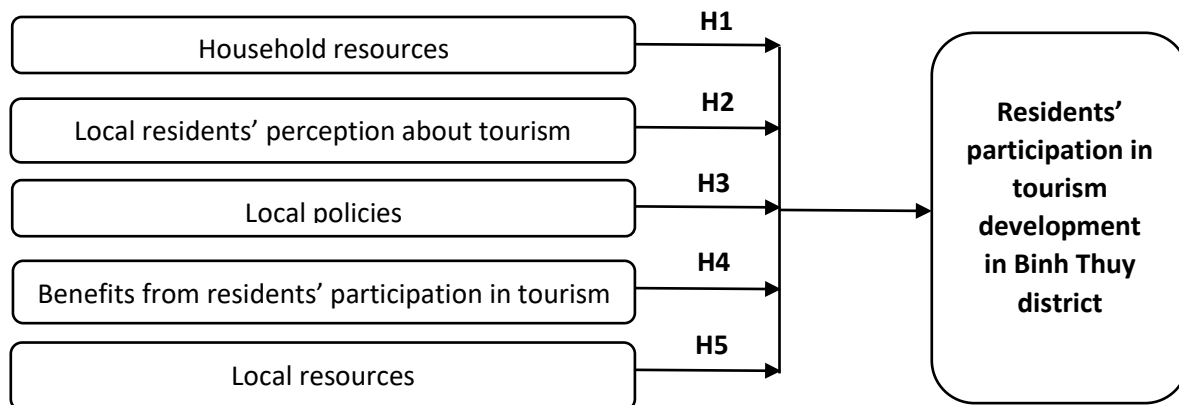 H1
Household resources
H2
Local residents’ perception about tourism
H3
Local policies
H4
Benefits from residents’ participation in tourism
H5
Local resources
Residents’
participation in
tourism
development
in Binh Thuy
district